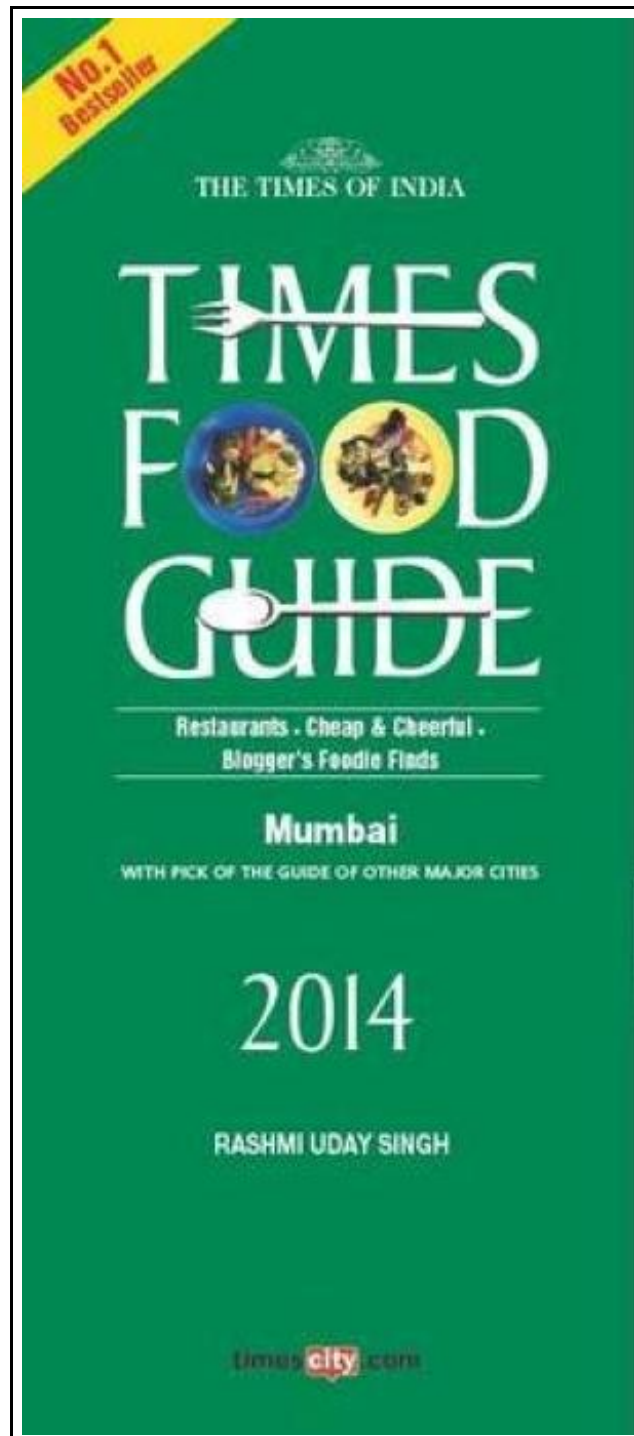 No.1
Bestseller
THE TIMES OF INDIA
TIMES
FOOD
GUIDE
Restaurants . Cheap & Cheerful .
Blogger's Foodie Finds
Mumbai
WITH PICK OF THE GUIDE OF OTHER MAJOR CITIES
2014
RASHMI UDAY SINGH
timescity.com